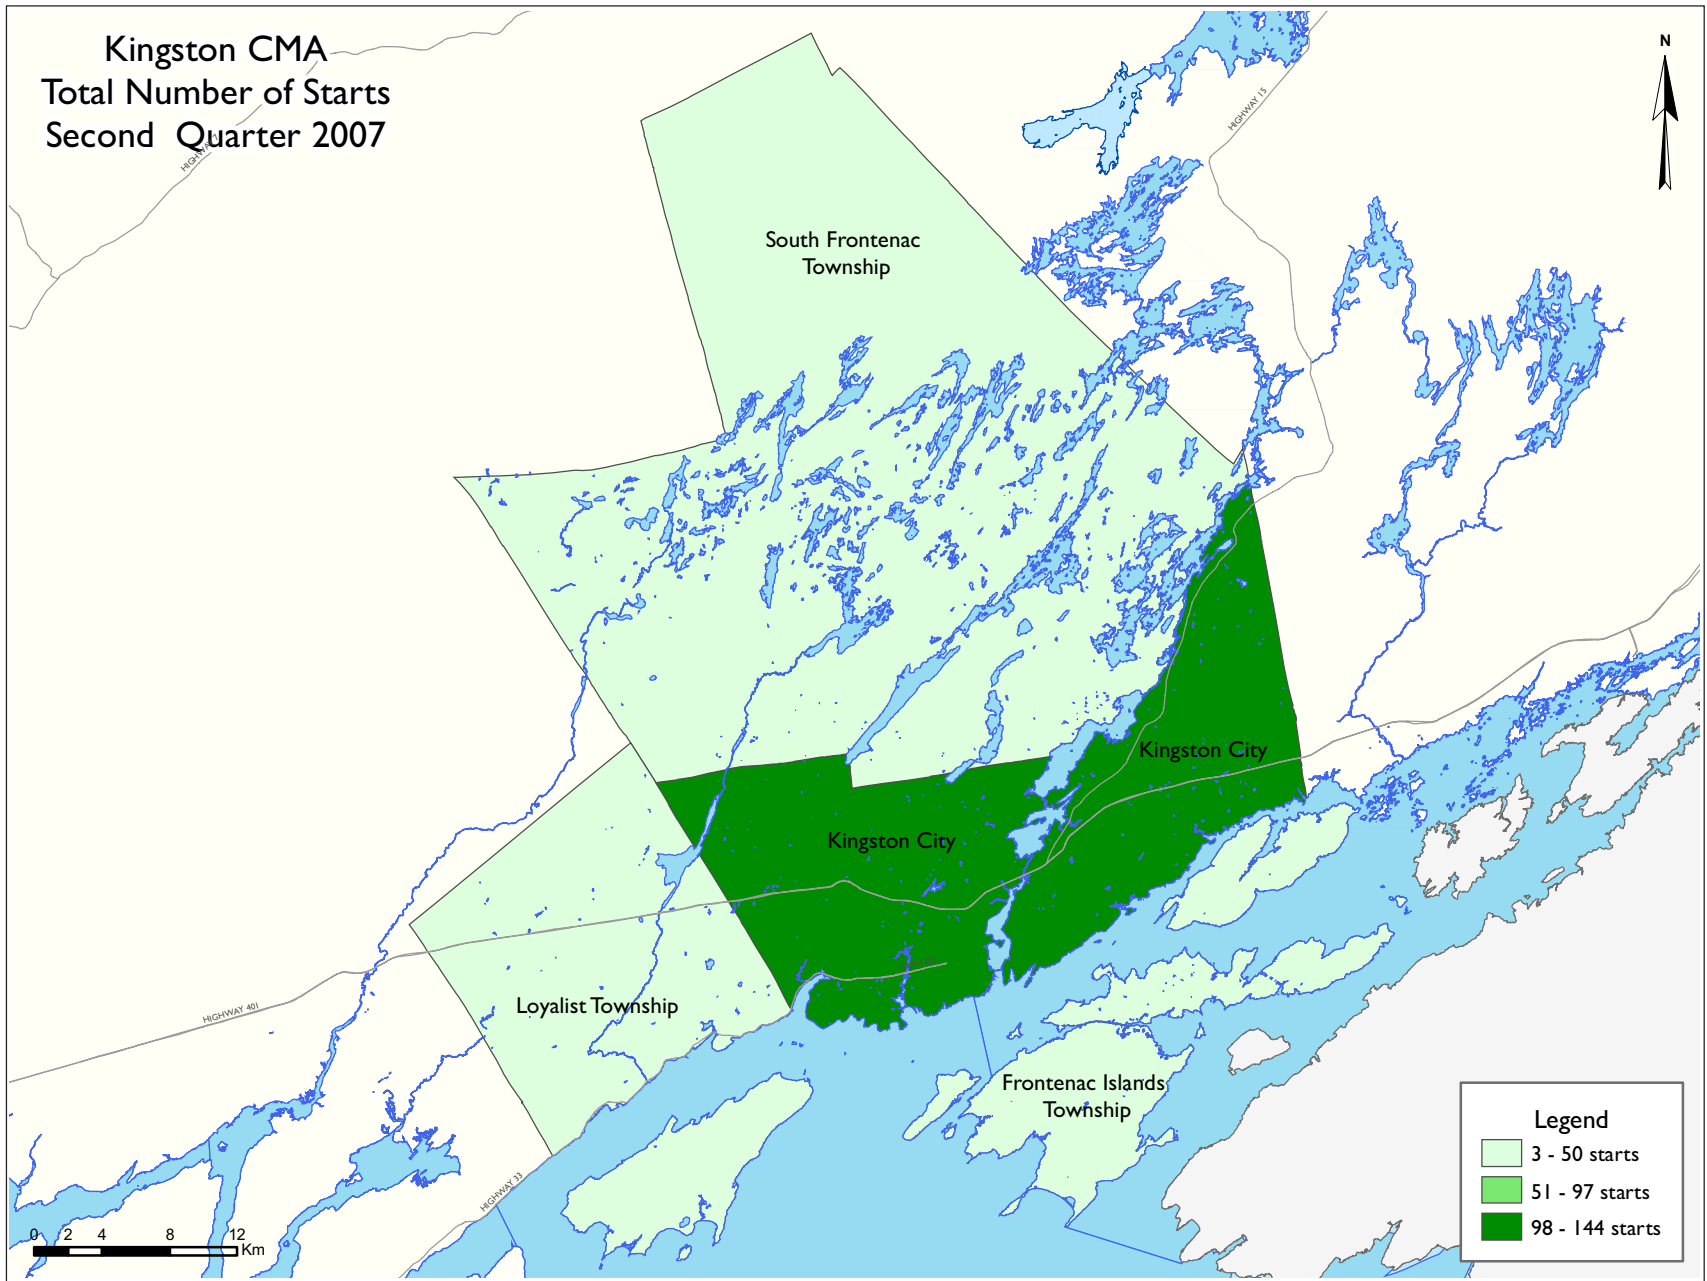 Kingston CMA
Total Number of Starts
Second Quarter 2007
N
HIGHWAY 15
South Frontenac
Township
Kingston City
Kingston City
HIGHWAY 401
Loyalist Township
Frontenac Islands
Township
HIGHWAY 33
0 2 4 8 12
Km
Legend
3 - 50 starts
51 - 97 starts
98 - 144 starts